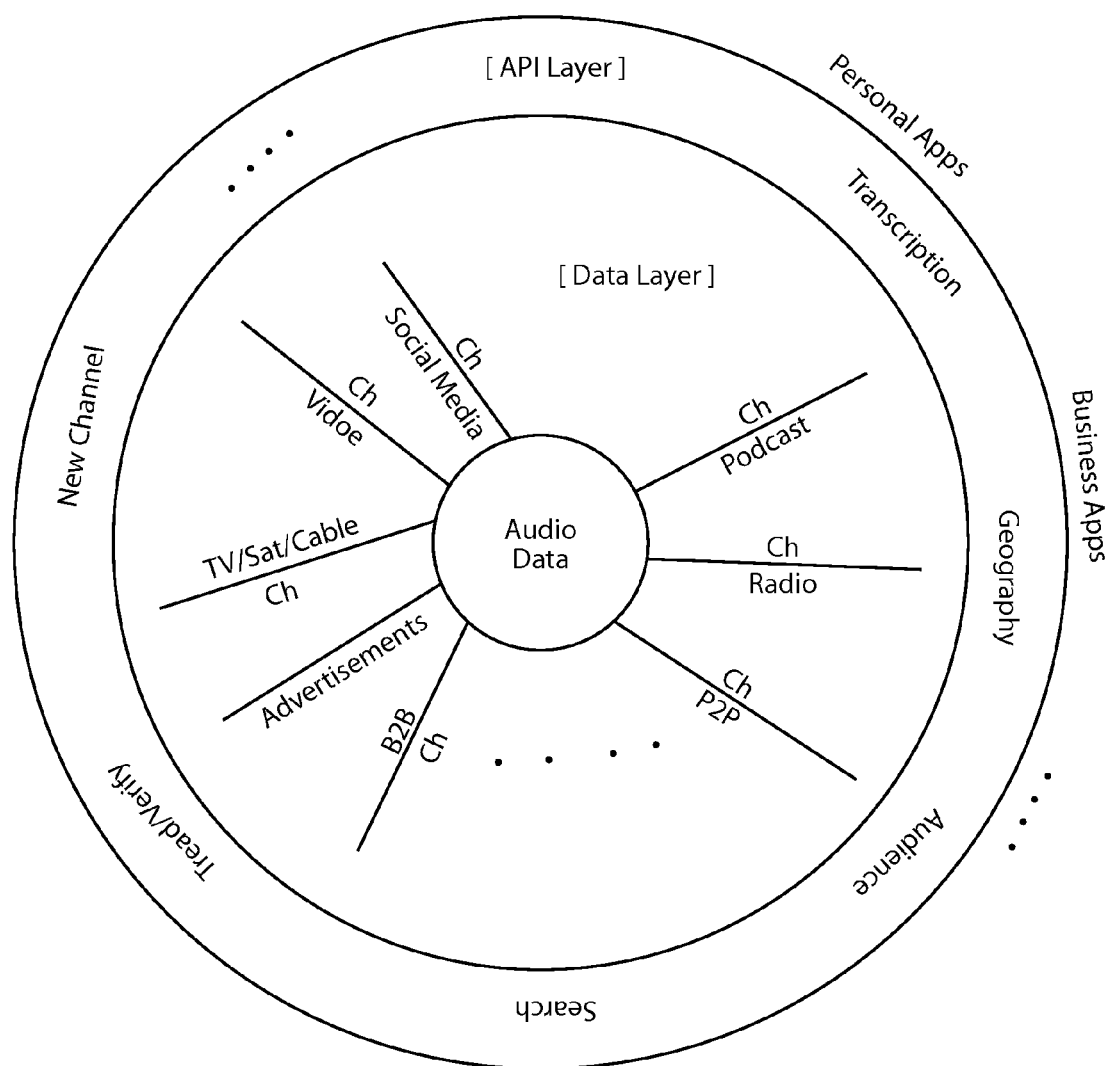 [ API Layer ]
Personal Apps
Transcription
[ Data Layer ]
Ch
Social Media
Ch
Vidoe
New Channel
Ch
Podcast
Business Apps
TV/Sat/Cable
Ch
Audio
Data
Ch
Radio
Geography
Advertisements
B2B
Ch
Ch
P2P
Tread/Verify
Audience
Search